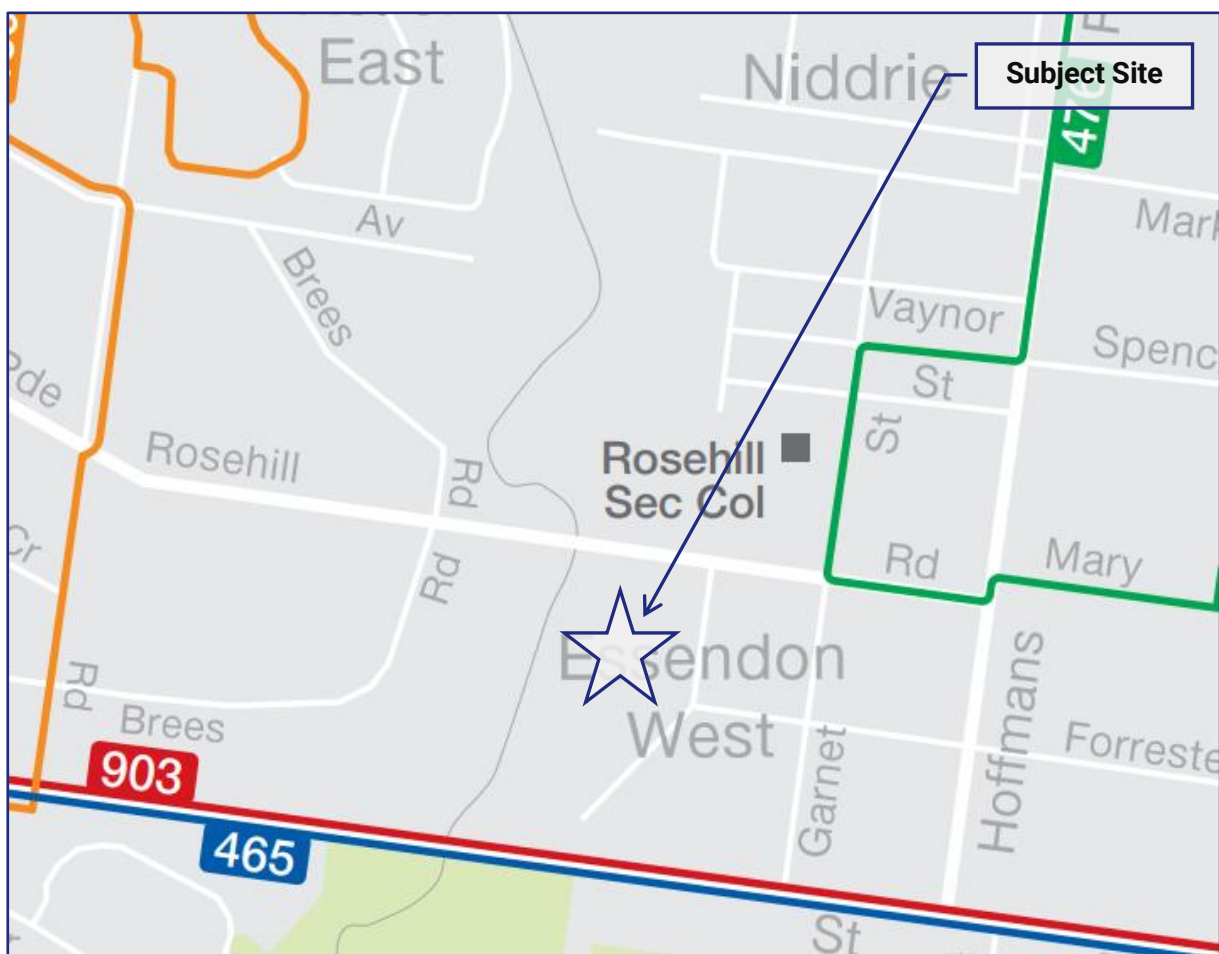 East
Niddrie
Subject Site
476
Av
Mark
Brees
Vaynor
Spenc
Pde
St
Rosehill
Rd
St
Rosehill
Sec Col
Cr
Rd
Rd
Mary
Essendon
West
Rd
Brees
Garnet
Hoffmans
Forreste
903
465
St